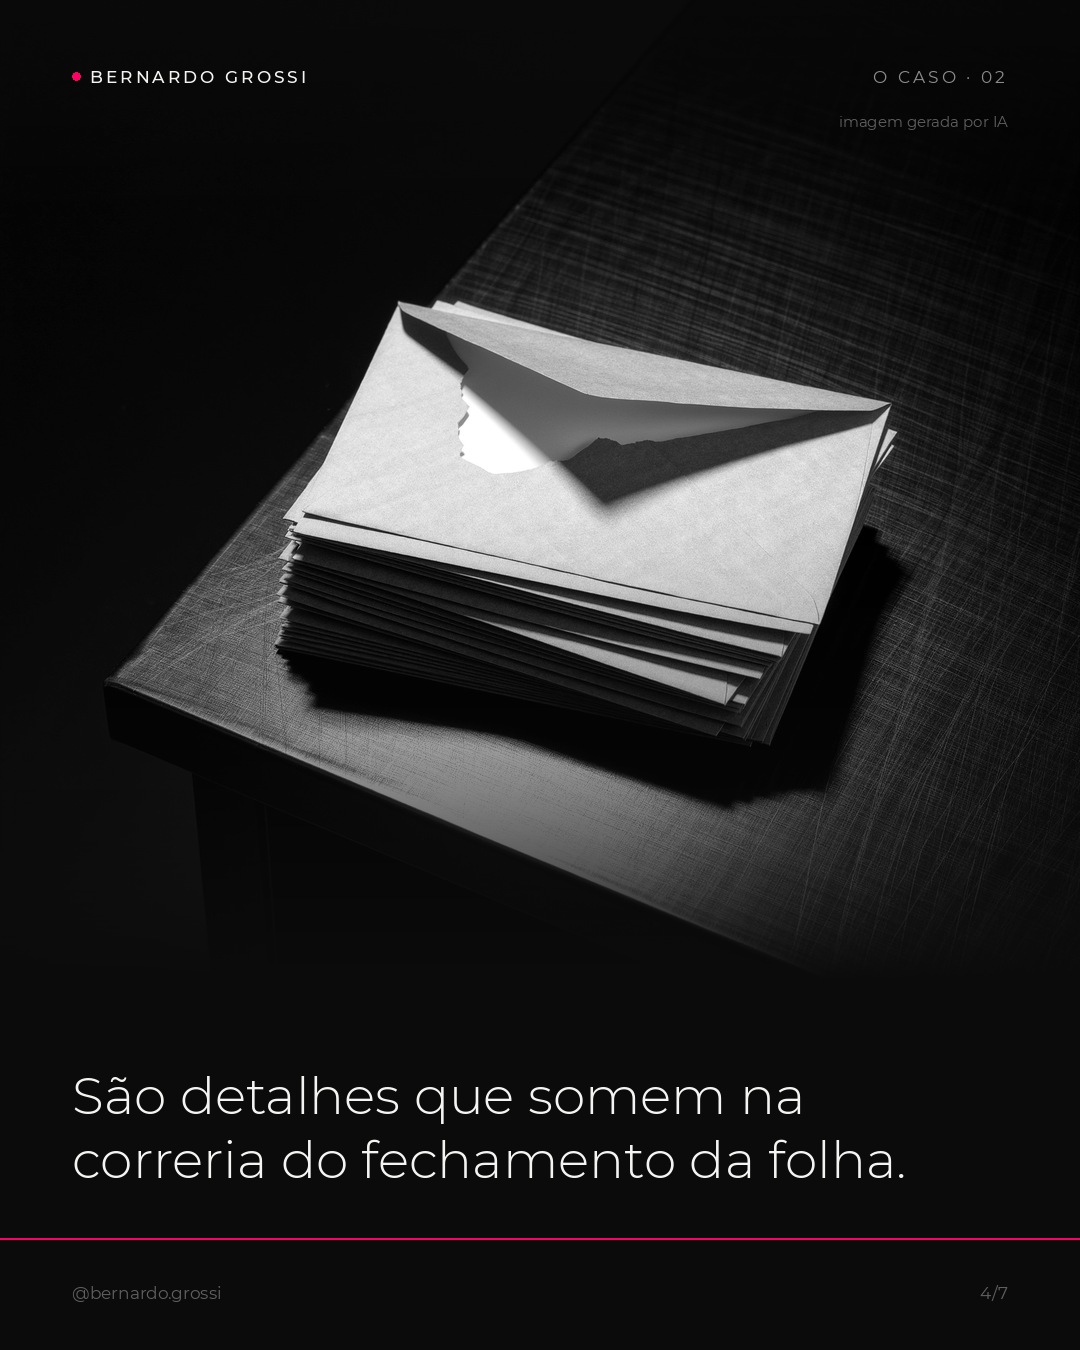 BERNARDO GROSSI
O CASO · 02
imagem gerada por IA
São detalhes que somem na
correria do fechamento da folha.
@bernardo.grossi
4/7